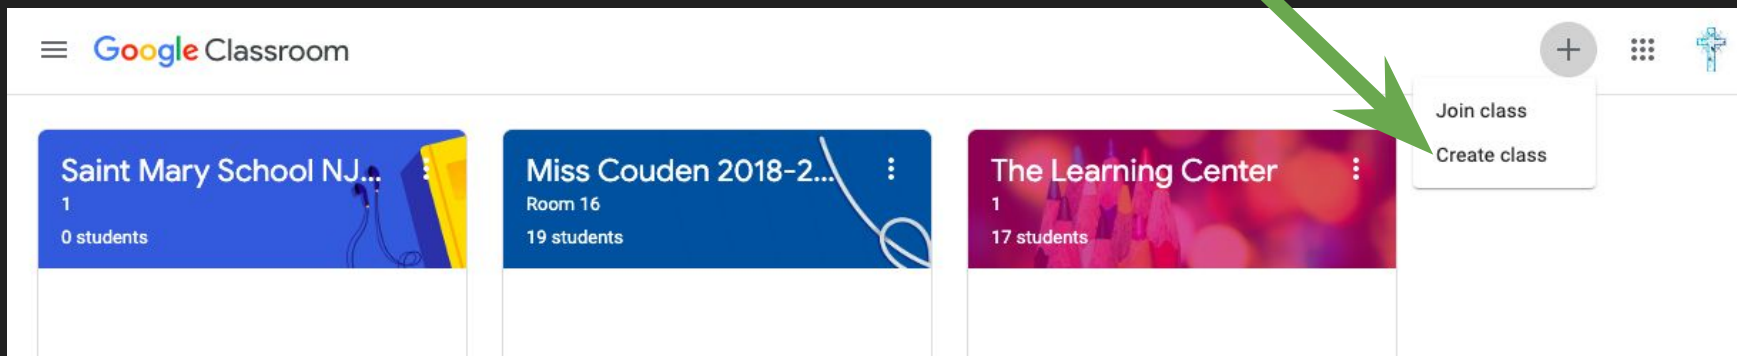 Google Classroom
Join class
Create class
Saint Mary School NJ...
1
0 students
Miss Couden 2018-2...
Room 16
19 students
The Learning Center
1
17 students